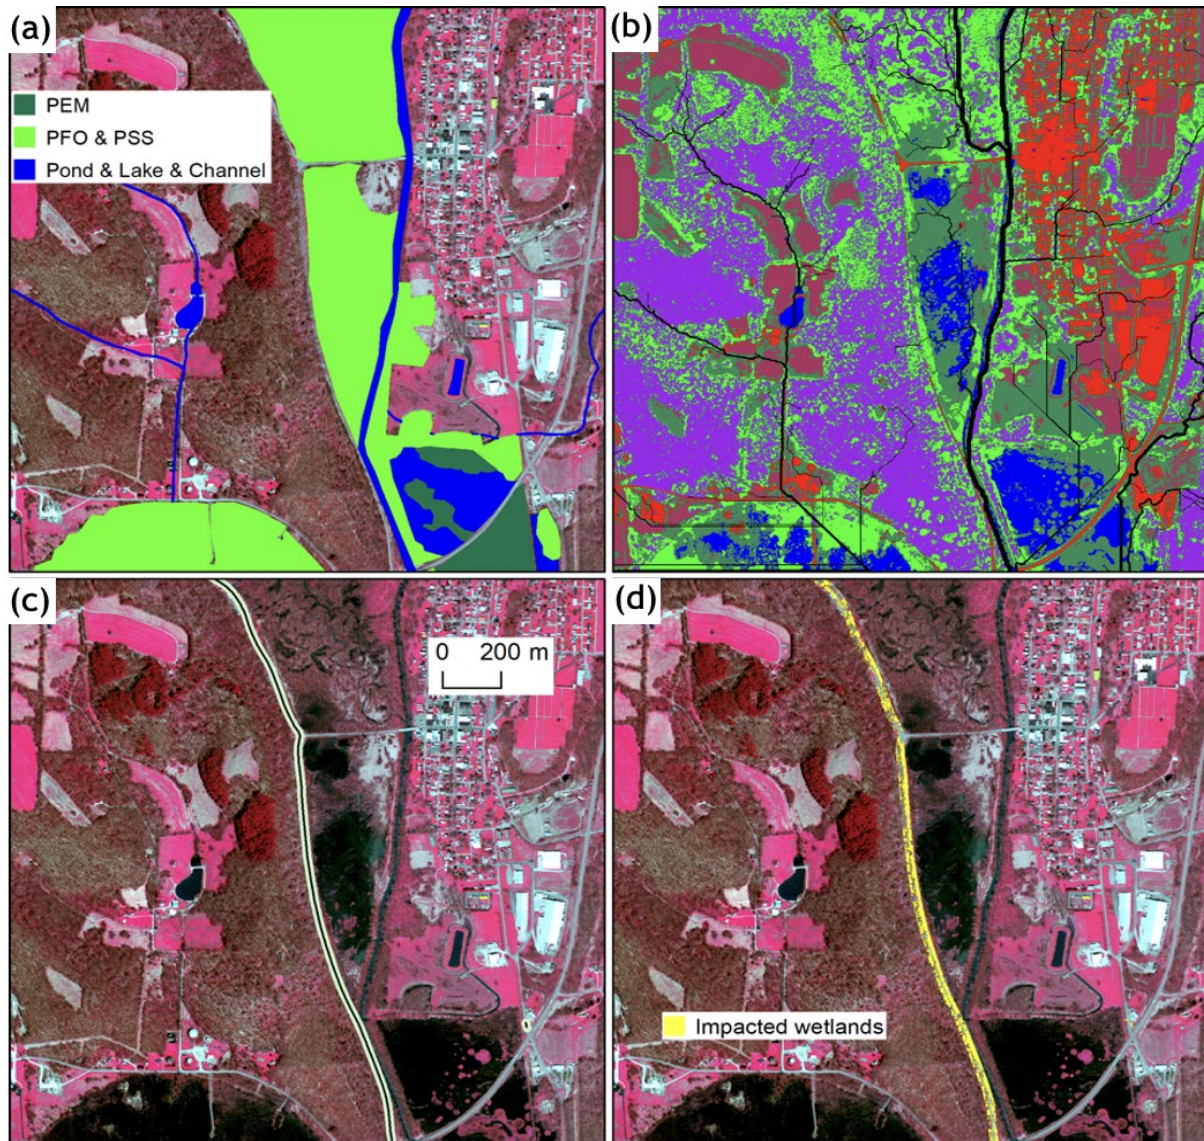 (a)
PEM
PFO & PSS
Pond & Lake & Channel
(b)
(c)
0 200 m
(d)
Impacted wetlands